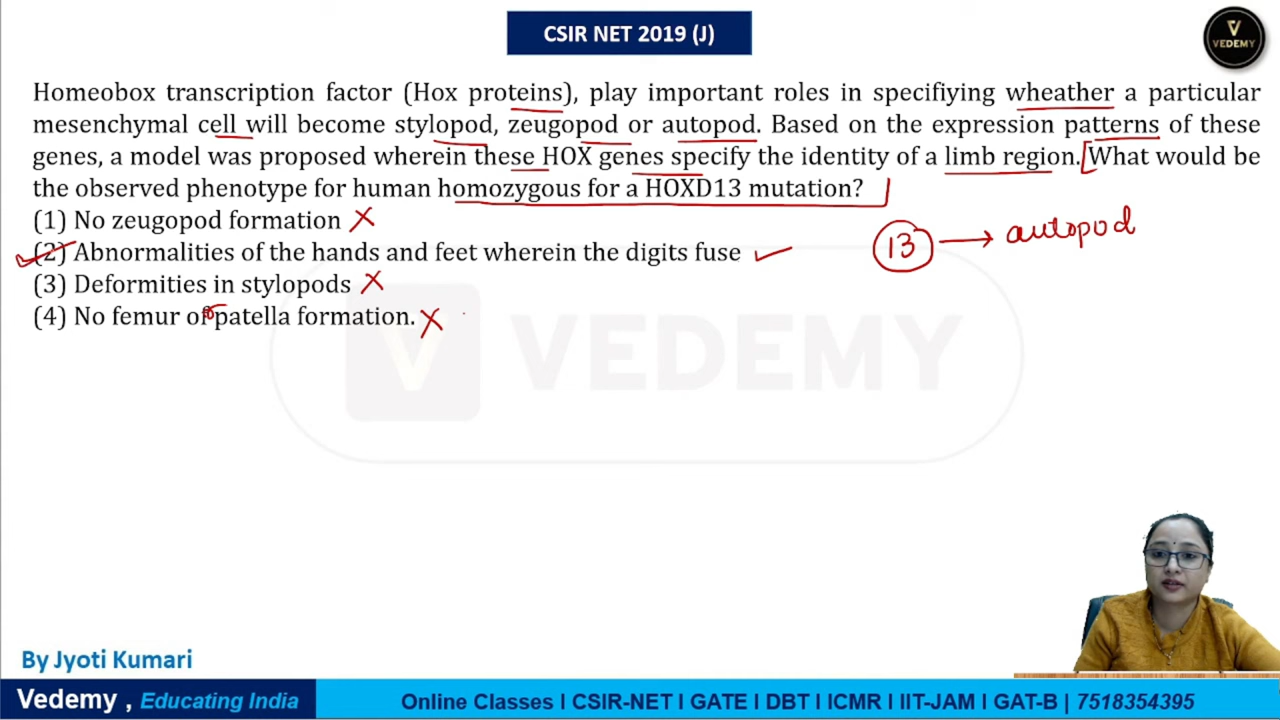 CSIR NET 2019 (J)
V
VEDEMY
Homeobox transcription factor (Hox proteins), play important roles in specifiying wheather a particular
mesenchymal cell will become stylopod, zeugopod or autopod. Based on the expression patterns of these
genes, a model was proposed wherein these HOX genes specify the identity of a limb region. What would be
the observed phenotype for human homozygous for a HOXD13 mutation?
(1) No zeugopod formation
(2) Abnormalities of the hands and feet wherein the digits fuse
13 → autopod
(3) Deformities in stylopods
(4) No femur or patella formation.
V VEDEMY
By Jyoti Kumari
Vedemy , Educating India
Online Classes I CSIR-NET I GATE I DBT I ICMR I IIT-JAM I GAT-B | 7518354395